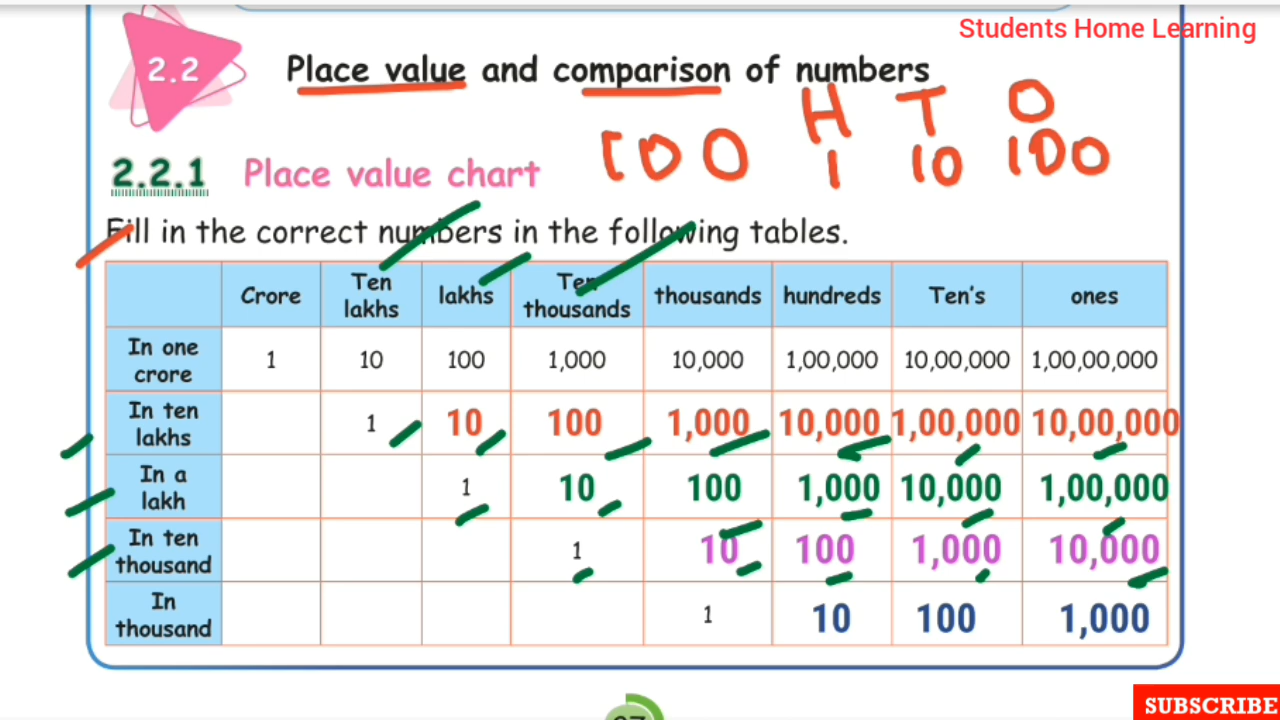 Students Home Learning
2.2 Place value and comparison of numbers
H T O
100 1 10 100
2.2.1 Place value chart
Fill in the correct numbers in the following tables.
Crore Ten lakhs lakhs Ten thousands thousands hundreds Ten's ones
In one crore 1 10 100 1,000 10,000 1,00,000 10,00,000 1,00,00,000
In ten lakhs 1 10 100 1,000 10,000 1,00,000 10,00,000
In a lakh 1 10 100 1,000 10,000 1,00,000
In ten thousand 1 10 100 1,000 10,000
In thousand 1 10 100 1,000
SUBSCRIBE